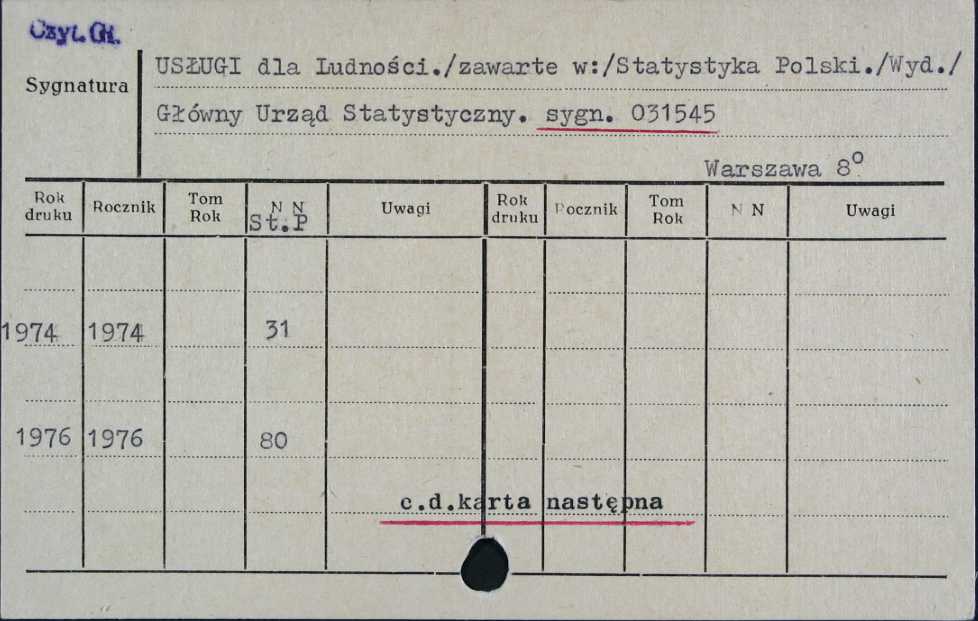 Czyt. Gł.
Sygnatura
USŁUGI dla Ludności./zawarte w:/Statystyka Polski./Wyd./
Główny Urząd Statystyczny. sygn. 031545
Warszawa 8°
Rok druku Rocznik Tom Rok N N St.P Uwagi Rok druku Rocznik Tom Rok N N Uwagi
1974 1974 31
1976 1976 80
c.d.karta następna